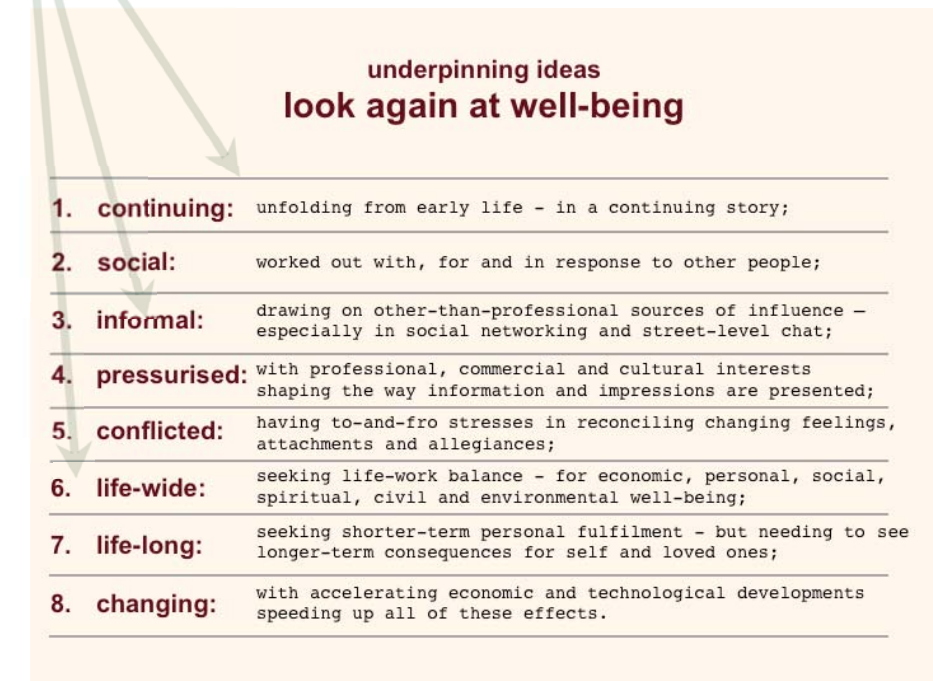 underpinning ideas
look again at well-being
1. continuing: unfolding from early life – in a continuing story;
2. social: worked out with, for and in response to other people;
3. informal: drawing on other-than-professional sources of influence –
especially in social networking and street-level chat;
4. pressurised: with professional, commercial and cultural interests
shaping the way information and impressions are presented;
5. conflicted: having to-and-fro stresses in reconciling changing feelings,
attachments and allegiances;
6. life-wide: seeking life-work balance – for economic, personal, social,
spiritual, civil and environmental well-being;
7. life-long: seeking shorter-term personal fulfilment – but needing to see
longer-term consequences for self and loved ones;
8. changing: with accelerating economic and technological developments
speeding up all of these effects.